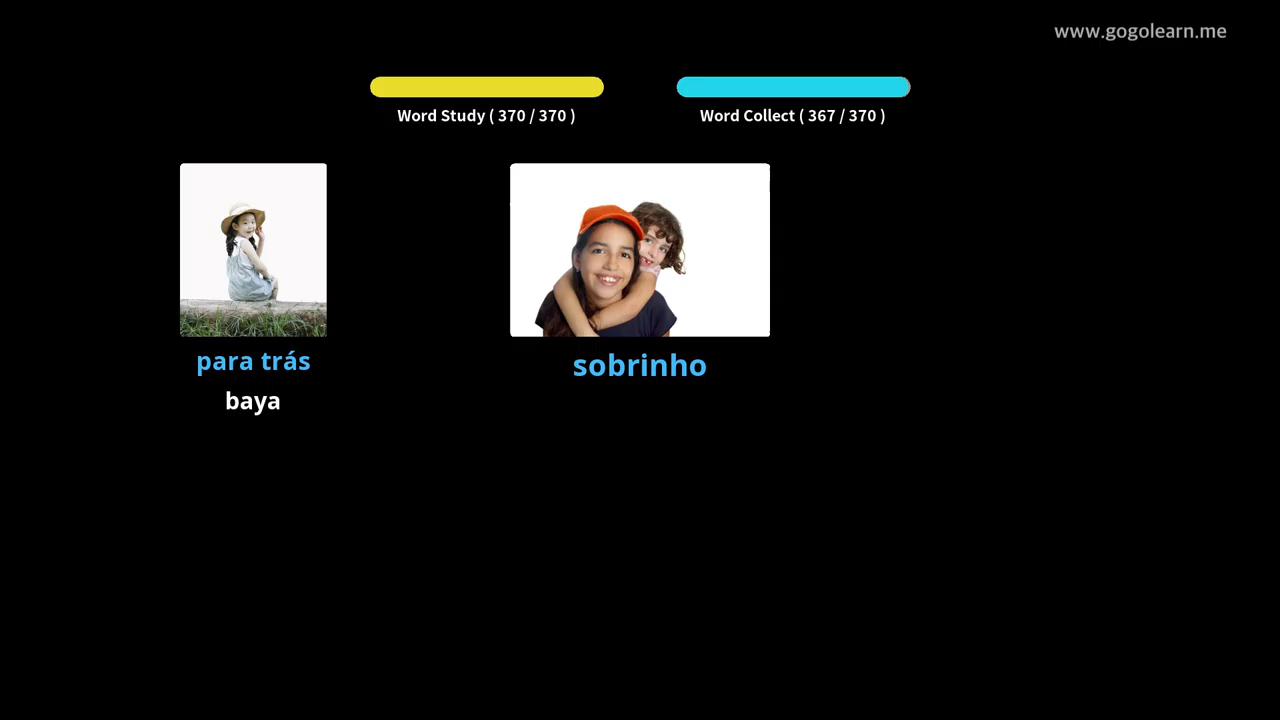 www.gogolearn.me
Word Study ( 370 / 370 )
Word Collect ( 367 / 370 )
para trás
baya
sobrinho